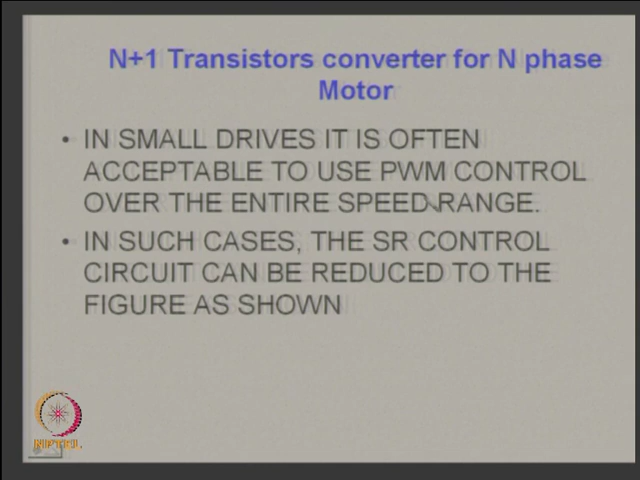 N+1 Transistors converter for N phase
Motor
• IN SMALL DRIVES IT IS OFTEN
ACCEPTABLE TO USE PWM CONTROL
OVER THE ENTIRE SPEED RANGE.
• IN SUCH CASES, THE SR CONTROL
CIRCUIT CAN BE REDUCED TO THE
FIGURE AS SHOWN
NPTEL